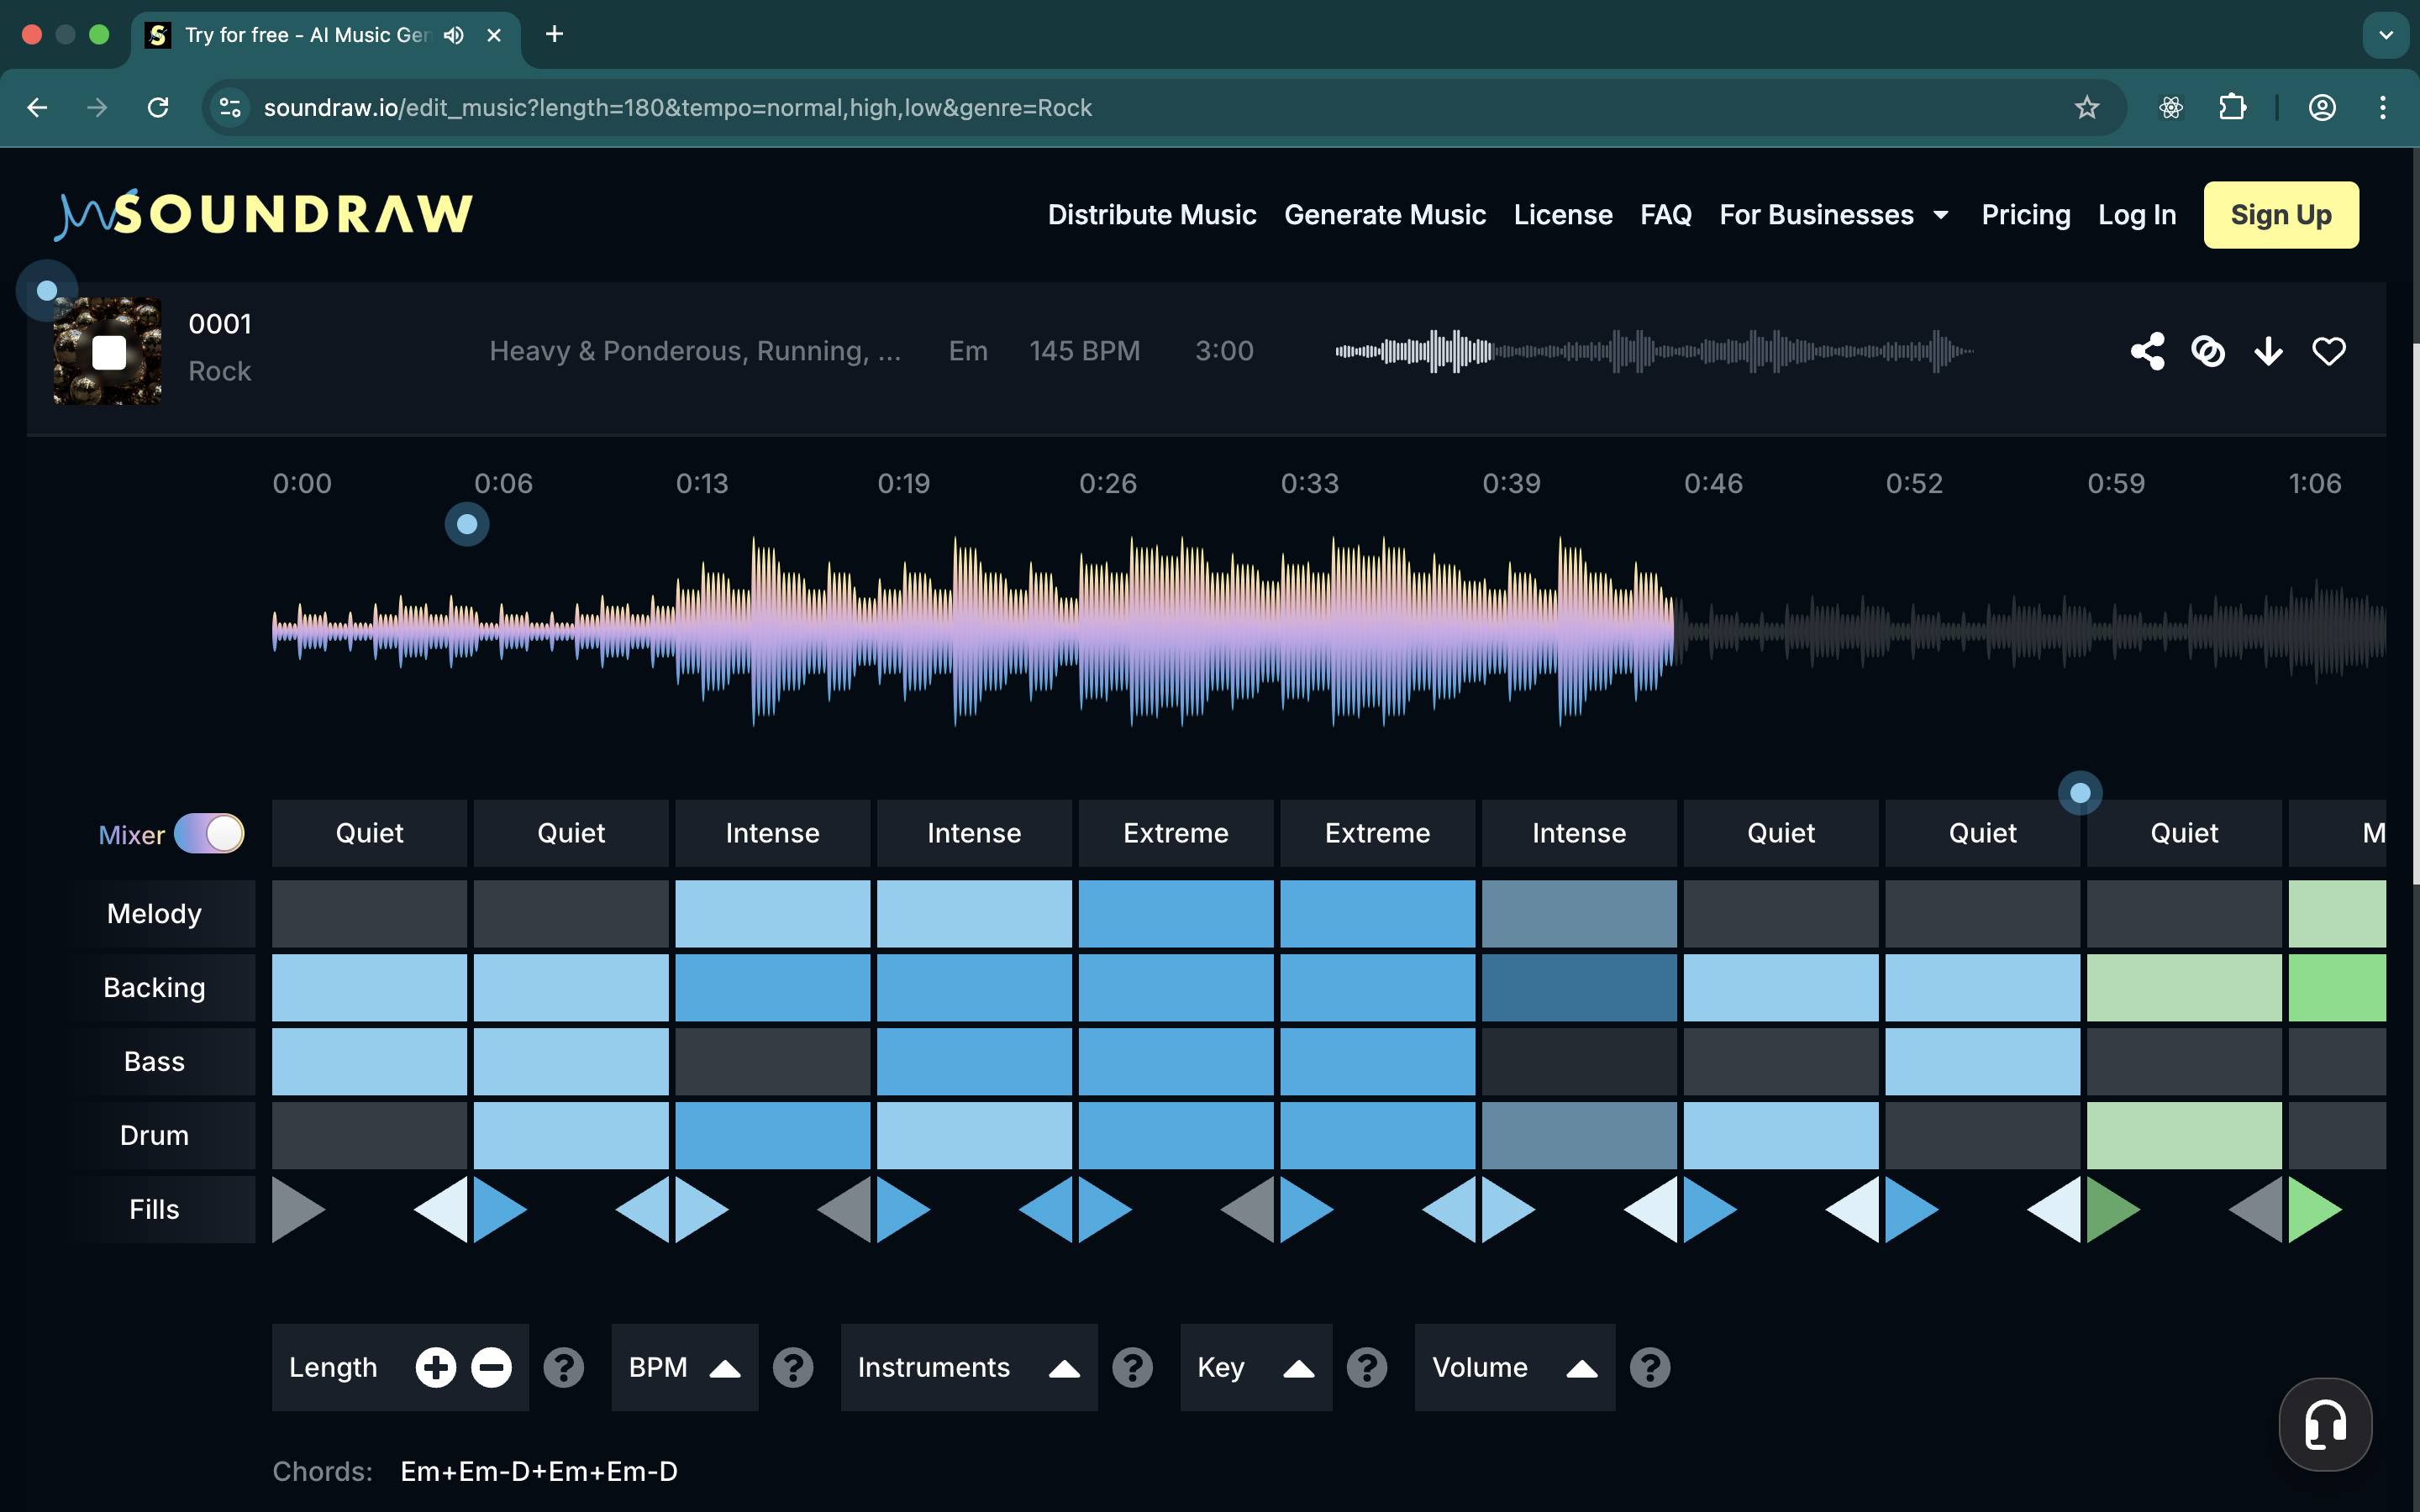 Try for free - AI Music Gen
soundraw.io/edit_music?length=180&tempo=normal,high,low&genre=Rock
SOUNDRAW
Distribute Music Generate Music License FAQ For Businesses Pricing Log In Sign Up
0001
Rock
Heavy & Ponderous, Running, ... Em 145 BPM 3:00
0:00 0:06 0:13 0:19 0:26 0:33 0:39 0:46 0:52 0:59 1:06
Mixer Quiet Quiet Intense Intense Extreme Extreme Intense Quiet Quiet Quiet M
Melody
Backing
Bass
Drum
Fills
Length ? BPM ? Instruments ? Key ? Volume ?
Chords: Em+Em-D+Em+Em-D